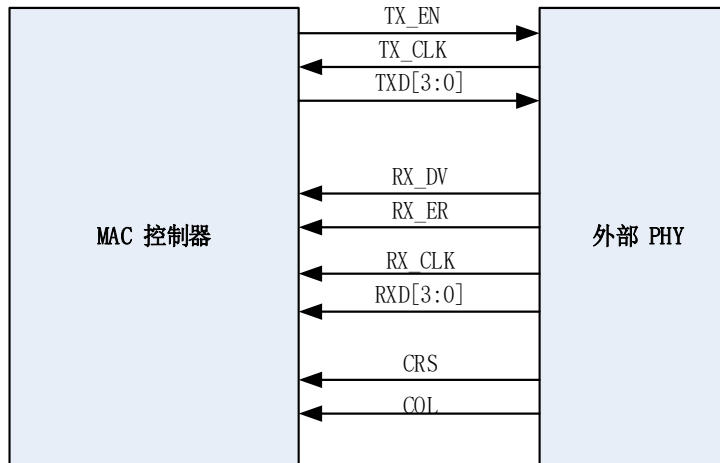 TX_EN
TX_CLK
TXD[3:0]
RX_DV
RX_ER
MAC 控制器
外部 PHY
RX_CLK
RXD[3:0]
CRS
COL